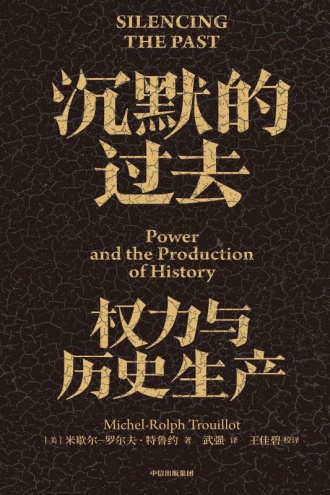 SILENCING
THE PAST
沉默的
过去
Power
and the Production
of History
权力与
历史生产
Michel-Rolph Trouillot
[美] 米歇尔-罗尔夫·特鲁约 著 武强 译 王佳碧 校译
中信出版集团